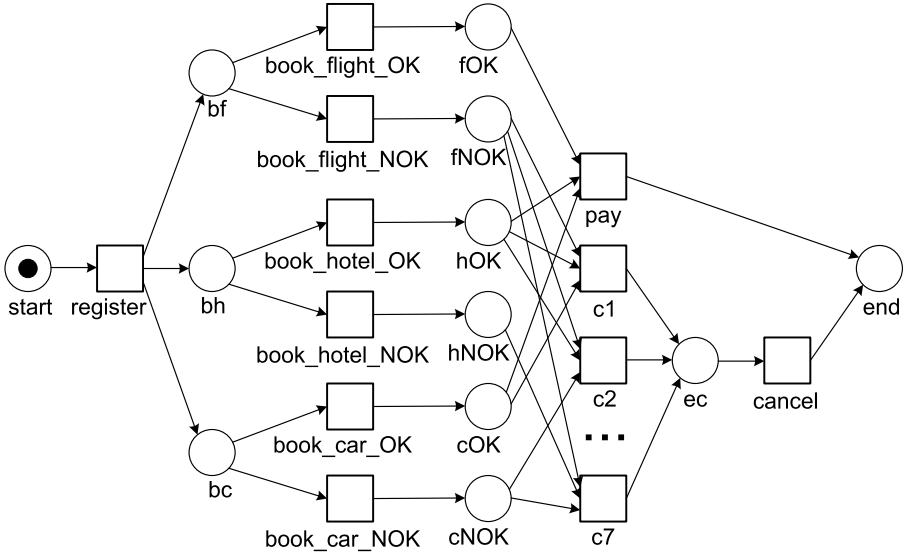 book_flight_OK
fOK
bf
book_flight_NOK
fNOK
pay
book_hotel_OK
hOK
start
register
bh
c1
end
book_hotel_NOK
hNOK
c2
ec
cancel
book_car_OK
cOK
...
bc
book_car_NOK
cNOK
c7